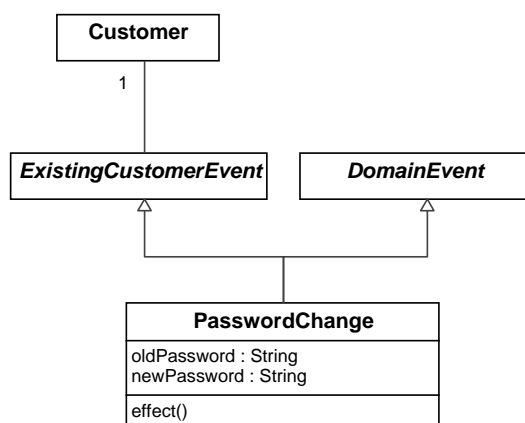 Customer
1
ExistingCustomerEvent
DomainEvent
PasswordChange
oldPassword : String
newPassword : String
effect()